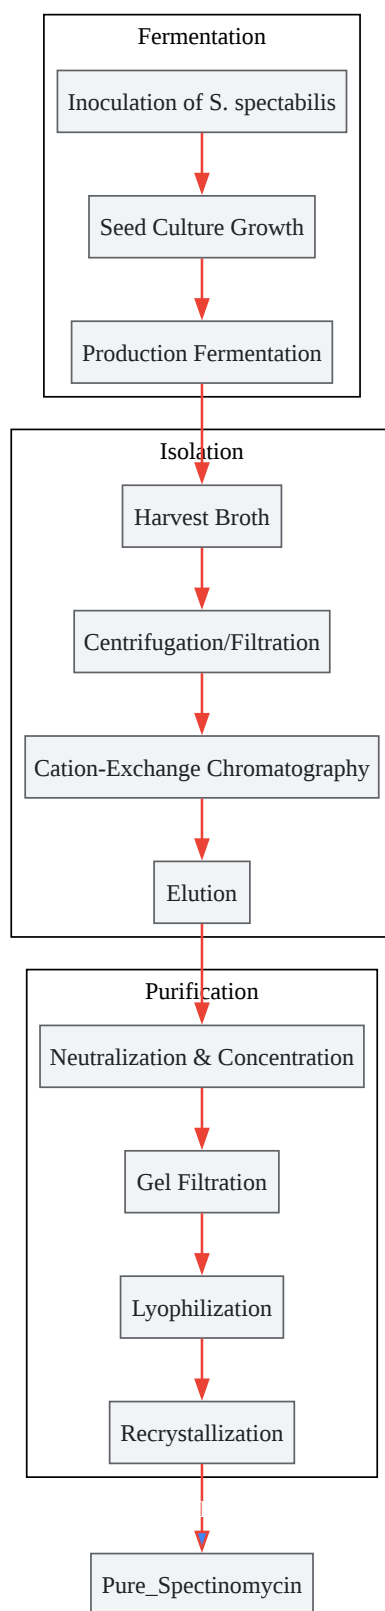 Fermentation
Inoculation of S. spectabilis
Seed Culture Growth
Production Fermentation
Isolation
Harvest Broth
Centrifugation/Filtration
Cation-Exchange Chromatography
Elution
Purification
Neutralization & Concentration
Gel Filtration
Lyophilization
Recrystallization
Pure_Spectinomycin